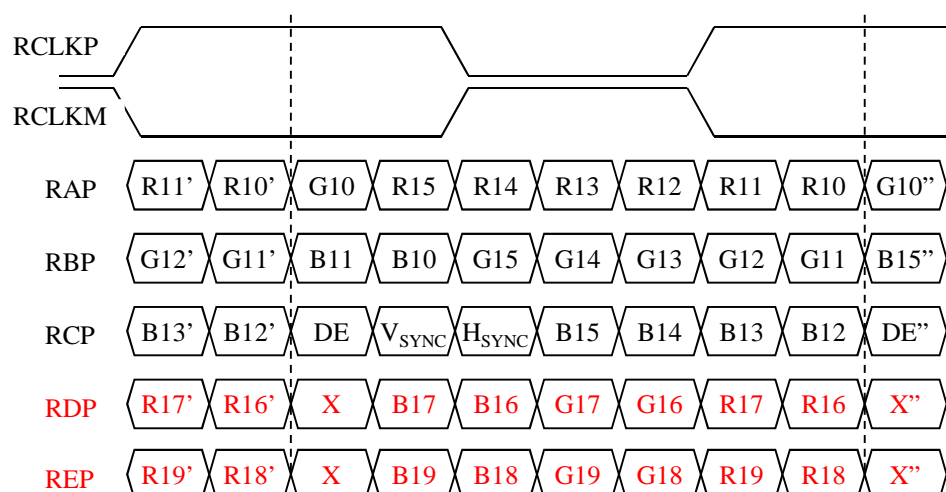 RCLKP
RCLKM
RAP R11’ R10’ G10 R15 R14 R13 R12 R11 R10 G10”
RBP G12’ G11’ B11 B10 G15 G14 G13 G12 G11 B15”
RCP B13’ B12’ DE VSYNC HSYNC B15 B14 B13 B12 DE”
RDP R17’ R16’ X B17 B16 G17 G16 R17 R16 X”
REP R19’ R18’ X B19 B18 G19 G18 R19 R18 X”